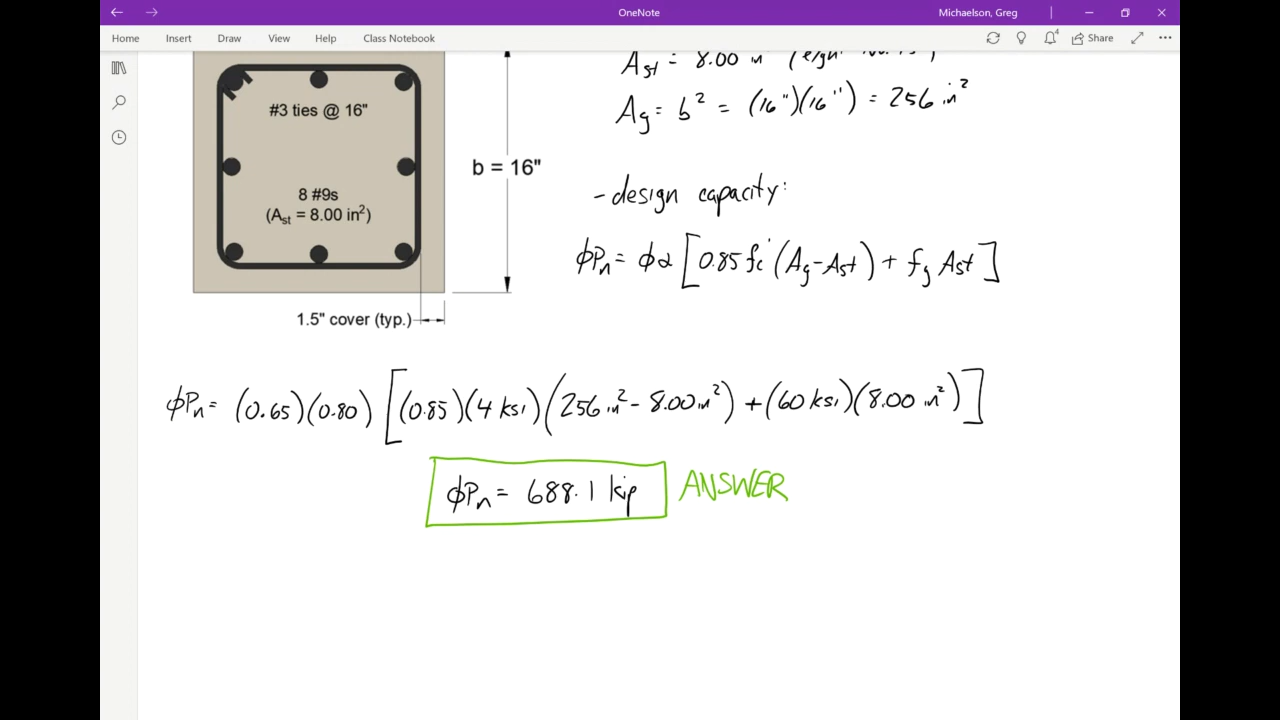 OneNote
Michaelson, Greg
Home Insert Draw View Help Class Notebook
4
Share
Ast = 8.00 in
Ag = b² = (16")(16") = 256 in²
#3 ties @ 16"
b = 16"
8 #9s
(Ast = 8.00 in²)
1.5" cover (typ.)
- design capacity:
ϕPn = ϕα [0.85 fc' (Ag - Ast) + fy Ast]
ϕPn = (0.65)(0.80) [(0.85)(4 ksi)(256 in² - 8.00 in²) + (60 ksi)(8.00 in²)]
ϕPn = 688.1 kip
ANSWER